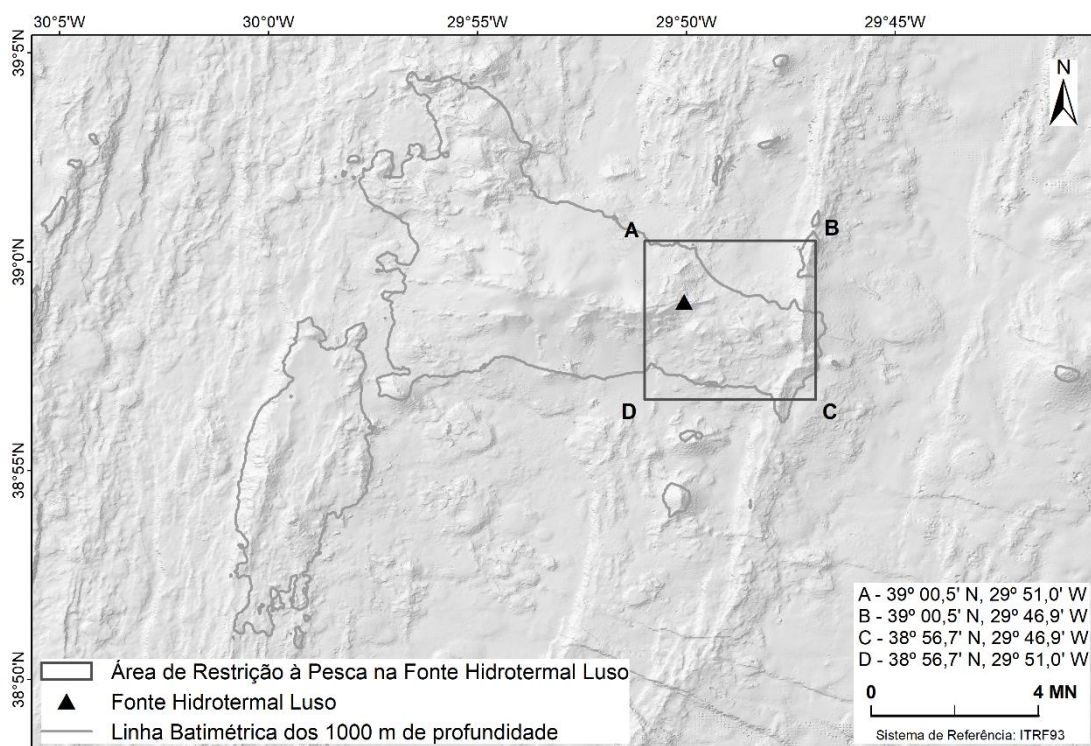 30°5'W 30°0'W 29°55'W 29°50'W 29°45'W
39°5'N
N
A B
39°0'N
D C
38°55'N
A - 39º 00,5' N, 29º 51,0' W
B - 39º 00,5' N, 29º 46,9' W
C - 38º 56,7' N, 29º 46,9' W
D - 38º 56,7' N, 29º 51,0' W
38°50'N
Área de Restrição à Pesca na Fonte Hidrotermal Luso
Fonte Hidrotermal Luso
Linha Batimétrica dos 1000 m de profundidade
0 4 MN
Sistema de Referência: ITRF93